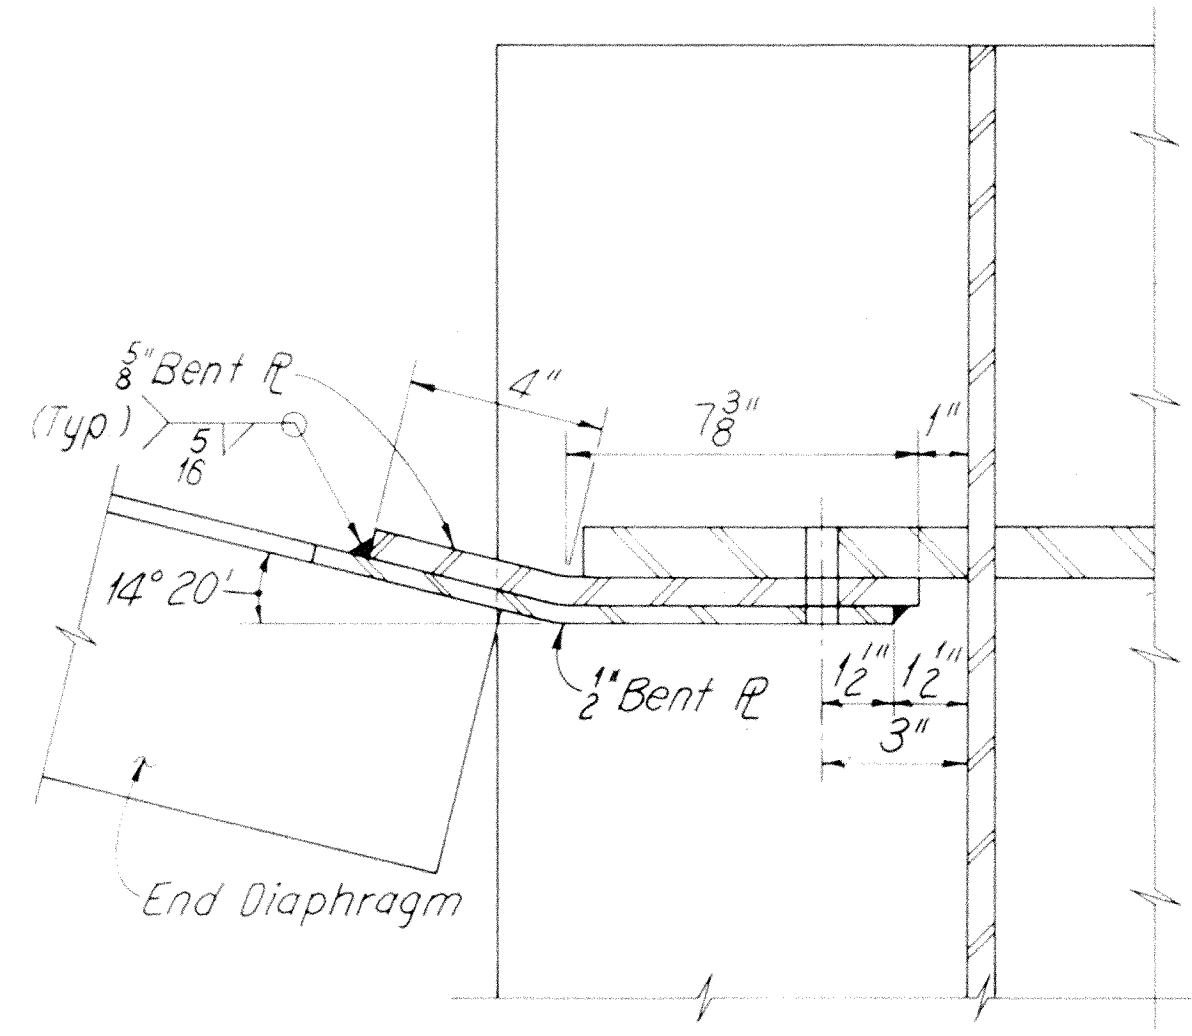 5/8" Bent ℄
(Typ)
5/16
4"
7 3/8"
1"
14° 20'
1/2" Bent ℄
1 1/2"
1 1/2"
3"
End Diaphragm